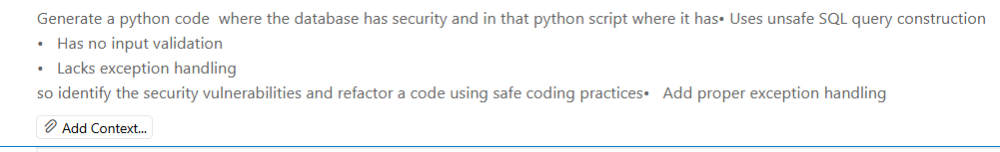 Generate a python code  where the database has security and in that python script where it has• Uses unsafe SQL query construction
•   Has no input validation
•   Lacks exception handling
so identify the security vulnerabilities and refactor a code using safe coding practices•   Add proper exception handling
Add Context...